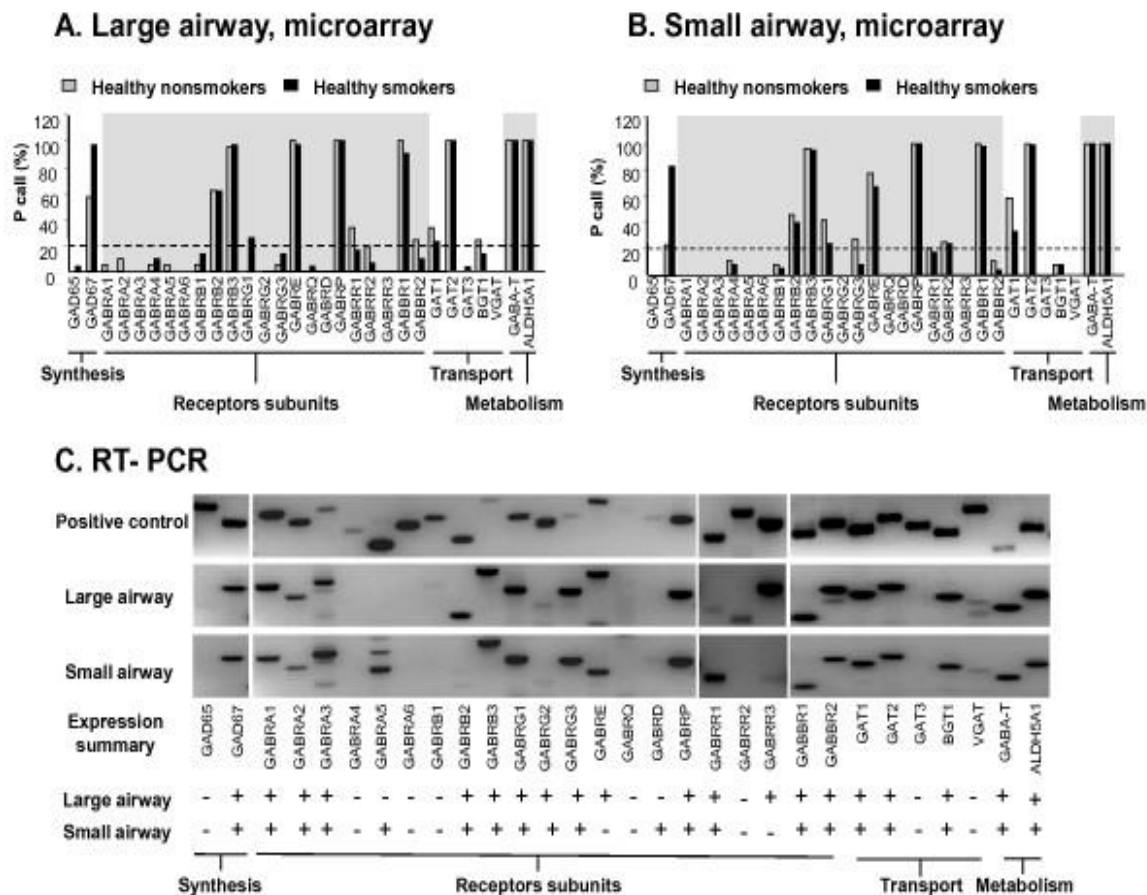 A. Large airway, microarray
Healthy nonsmokers Healthy smokers
P call (%)
120
100
80
60
40
20
0
GAD65 GAD67 GABRA1 GABRA2 GABRA3 GABRA4 GABRA5 GABRA6 GABRB1 GABRB2 GABRB3 GABRG1 GABRG2 GABRG3 GABRE GABRQ GABRD GABRP GABRR1 GABRR2 GABRR3 GABBR1 GABBR2 GAT1 GAT2 GAT3 BGT1 VGAT GABA-T ALDH5A1
Synthesis
Receptors subunits
Transport
Metabolism
B. Small airway, microarray
Healthy nonsmokers Healthy smokers
P call (%)
120
100
80
60
40
20
0
GAD65 GAD67 GABRA1 GABRA2 GABRA3 GABRA4 GABRA5 GABRA6 GABRB1 GABRB2 GABRB3 GABRG1 GABRG2 GABRG3 GABRE GABRQ GABRD GABRP GABRR1 GABRR2 GABRR3 GABBR1 GABBR2 GAT1 GAT2 GAT3 BGT1 VGAT GABA-T ALDH5A1
Synthesis
Receptors subunits
Transport
Metabolism
C. RT- PCR
Positive control
Large airway
Small airway
Expression
summary
GAD65 GAD67 GABRA1 GABRA2 GABRA3 GABRA4 GABRA5 GABRA6 GABRB1 GABRB2 GABRB3 GABRG1 GABRG2 GABRG3 GABRE GABRQ GABRD GABRP GABRR1 GABRR2 GABRR3 GABBR1 GABBR2 GAT1 GAT2 GAT3 BGT1 VGAT GABA-T ALDH5A1
Large airway - + + + + - - - - + + + + + + - - + + - + + + + + - + - + +
Small airway - + + + + - + - - + + + + + - - + + + - - + + + + - + - + +
Synthesis Receptors subunits Transport Metabolism